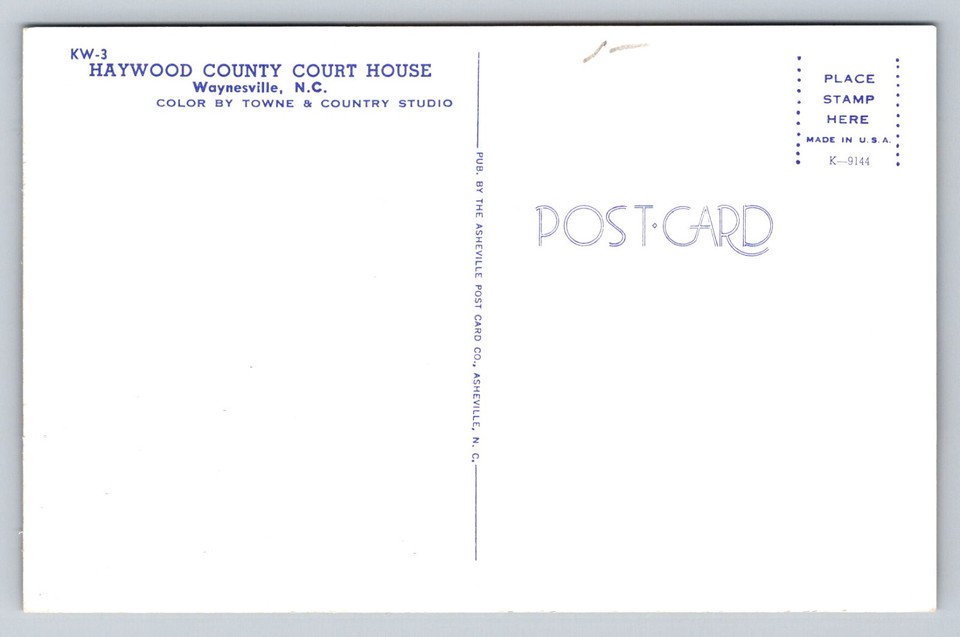 KW-3
HAYWOOD COUNTY COURT HOUSE
Waynesville, N.C.
COLOR BY TOWNE & COUNTRY STUDIO
PUB. BY THE ASHEVILLE POST CARD CO., ASHEVILLE, N. C.
PLACE
STAMP
HERE
MADE IN U.S.A.
K—9144
POST·CARD